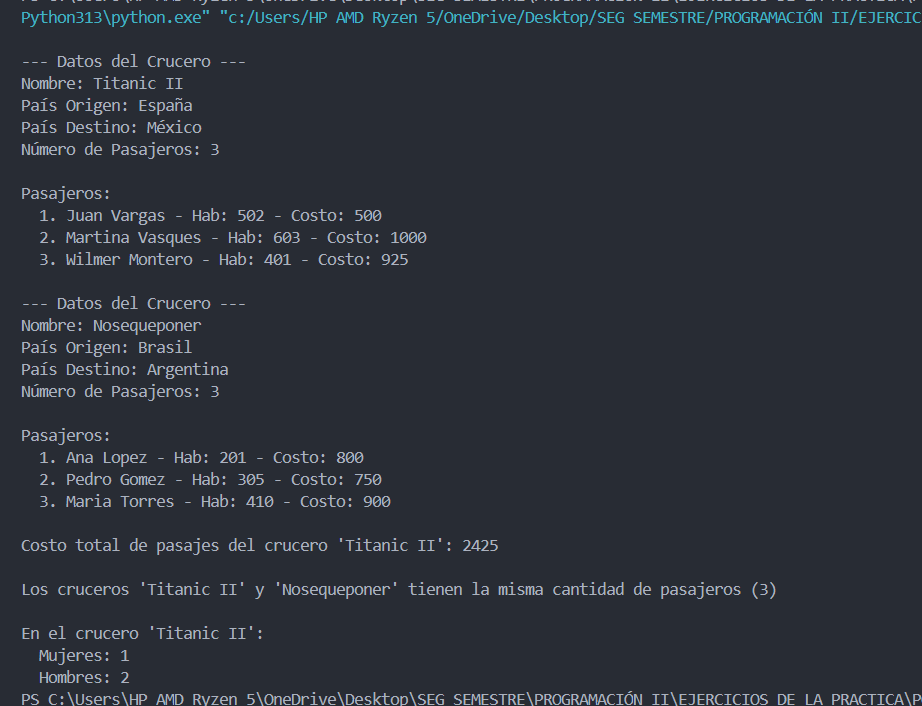 Python313\python.exe" "c:/Users/HP AMD Ryzen 5/OneDrive/Desktop/SEG SEMESTRE/PROGRAMACIÓN II/EJERCIC
--- Datos del Crucero ---
Nombre: Titanic II
País Origen: España
País Destino: México
Número de Pasajeros: 3
Pasajeros:
1. Juan Vargas - Hab: 502 - Costo: 500
2. Martina Vasques - Hab: 603 - Costo: 1000
3. Wilmer Montero - Hab: 401 - Costo: 925
--- Datos del Crucero ---
Nombre: Nosequeponer
País Origen: Brasil
País Destino: Argentina
Número de Pasajeros: 3
Pasajeros:
1. Ana Lopez - Hab: 201 - Costo: 800
2. Pedro Gomez - Hab: 305 - Costo: 750
3. Maria Torres - Hab: 410 - Costo: 900
Costo total de pasajes del crucero 'Titanic II': 2425
Los cruceros 'Titanic II' y 'Nosequeponer' tienen la misma cantidad de pasajeros (3)
En el crucero 'Titanic II':
Mujeres: 1
Hombres: 2
PS C:\Users\HP AMD Ryzen 5\OneDrive\Desktop\SEG SEMESTRE\PROGRAMACIÓN II\EJERCICIOS DE LA PRACTICA\P